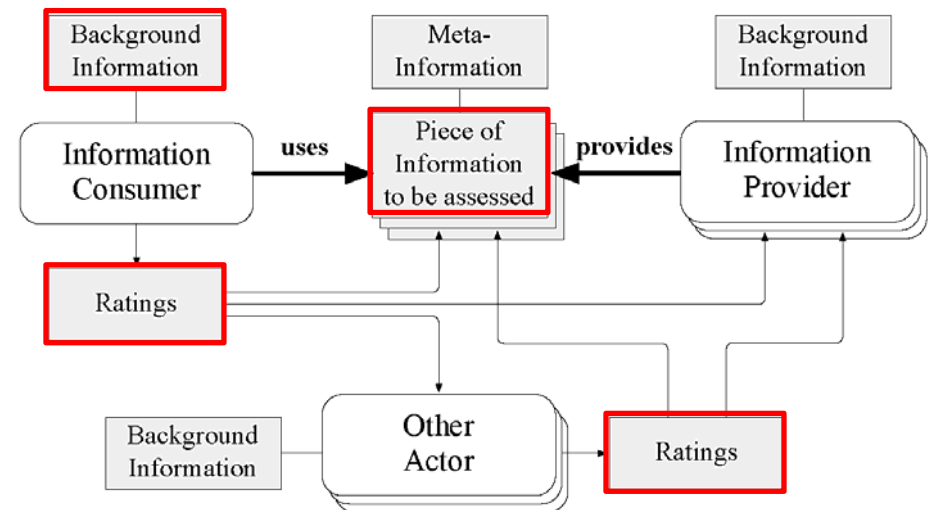 Background
Information
Meta-
Information
Background
Information
Information
Consumer
uses
Piece of
Information
to be assessed
provides
Information
Provider
Ratings
Other
Actor
Background
Information
Ratings